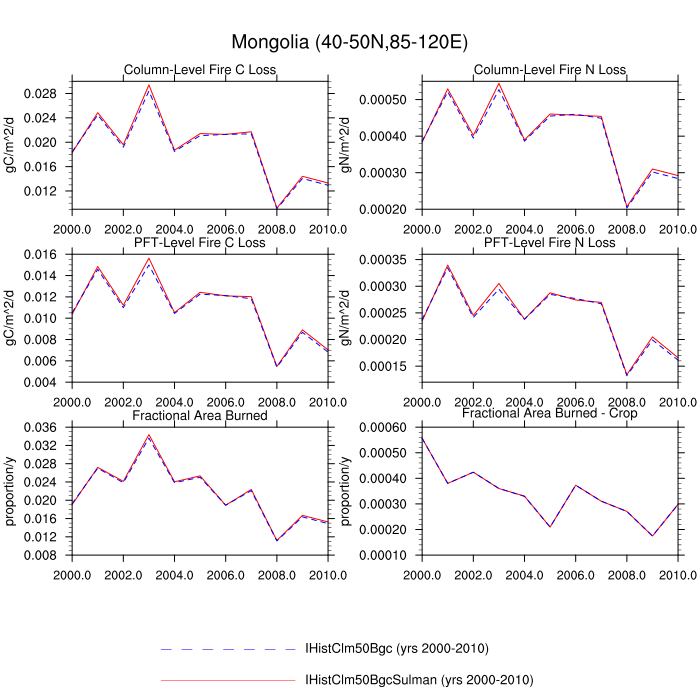 Mongolia (40-50N,85-120E)
Column-Level Fire C Loss
gC/m^2/d
0.028
0.024
0.020
0.016
0.012
2000.0 2002.0 2004.0 2006.0 2008.0 2010.0
Column-Level Fire N Loss
gN/m^2/d
0.00050
0.00040
0.00030
0.00020
2000.0 2002.0 2004.0 2006.0 2008.0 2010.0
PFT-Level Fire C Loss
gC/m^2/d
0.016
0.014
0.012
0.010
0.008
0.006
0.004
2000.0 2002.0 2004.0 2006.0 2008.0 2010.0
PFT-Level Fire N Loss
gN/m^2/d
0.00035
0.00030
0.00025
0.00020
0.00015
2000.0 2002.0 2004.0 2006.0 2008.0 2010.0
Fractional Area Burned
proportion/y
0.036
0.032
0.028
0.024
0.020
0.016
0.012
0.008
2000.0 2002.0 2004.0 2006.0 2008.0 2010.0
Fractional Area Burned - Crop
proportion/y
0.00060
0.00050
0.00040
0.00030
0.00020
0.00010
2000.0 2002.0 2004.0 2006.0 2008.0 2010.0
IHistClm50Bgc (yrs 2000-2010)
IHistClm50BgcSulman (yrs 2000-2010)